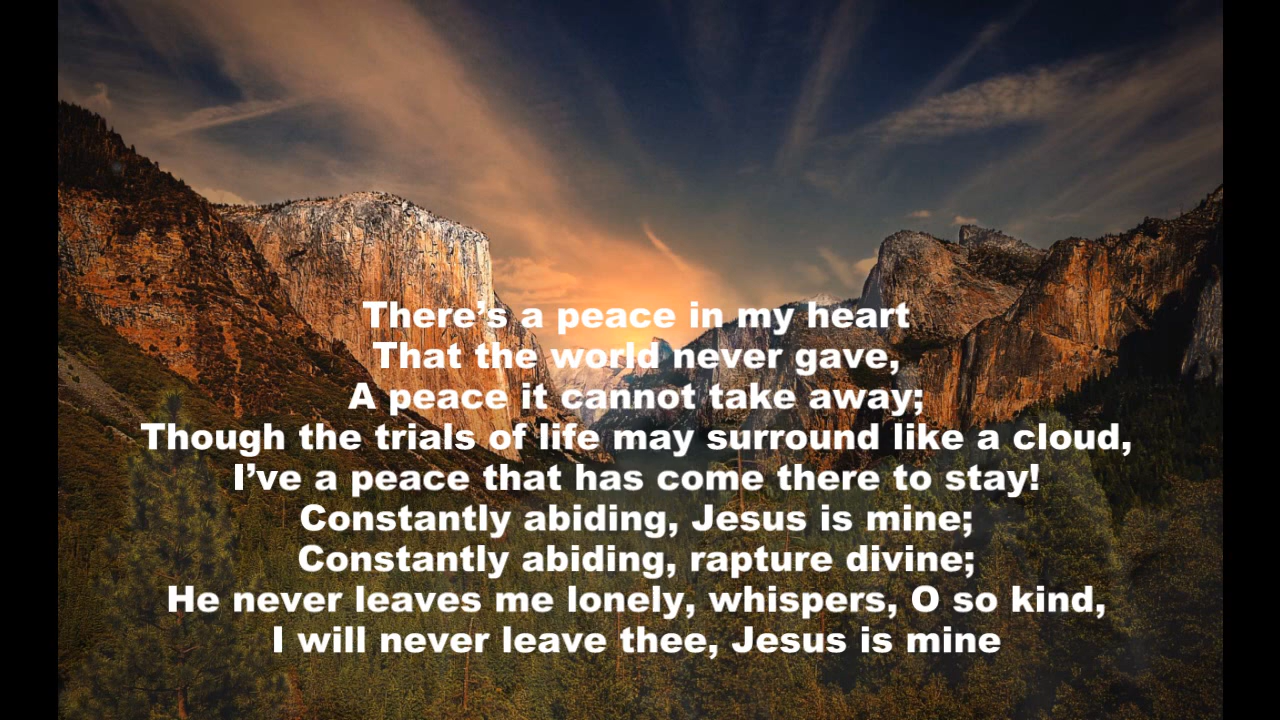 There’s a peace in my heart
That the world never gave,
A peace it cannot take away;
Though the trials of life may surround like a cloud,
I’ve a peace that has come there to stay!
Constantly abiding, Jesus is mine;
Constantly abiding, rapture divine;
He never leaves me lonely, whispers, O so kind,
I will never leave thee, Jesus is mine